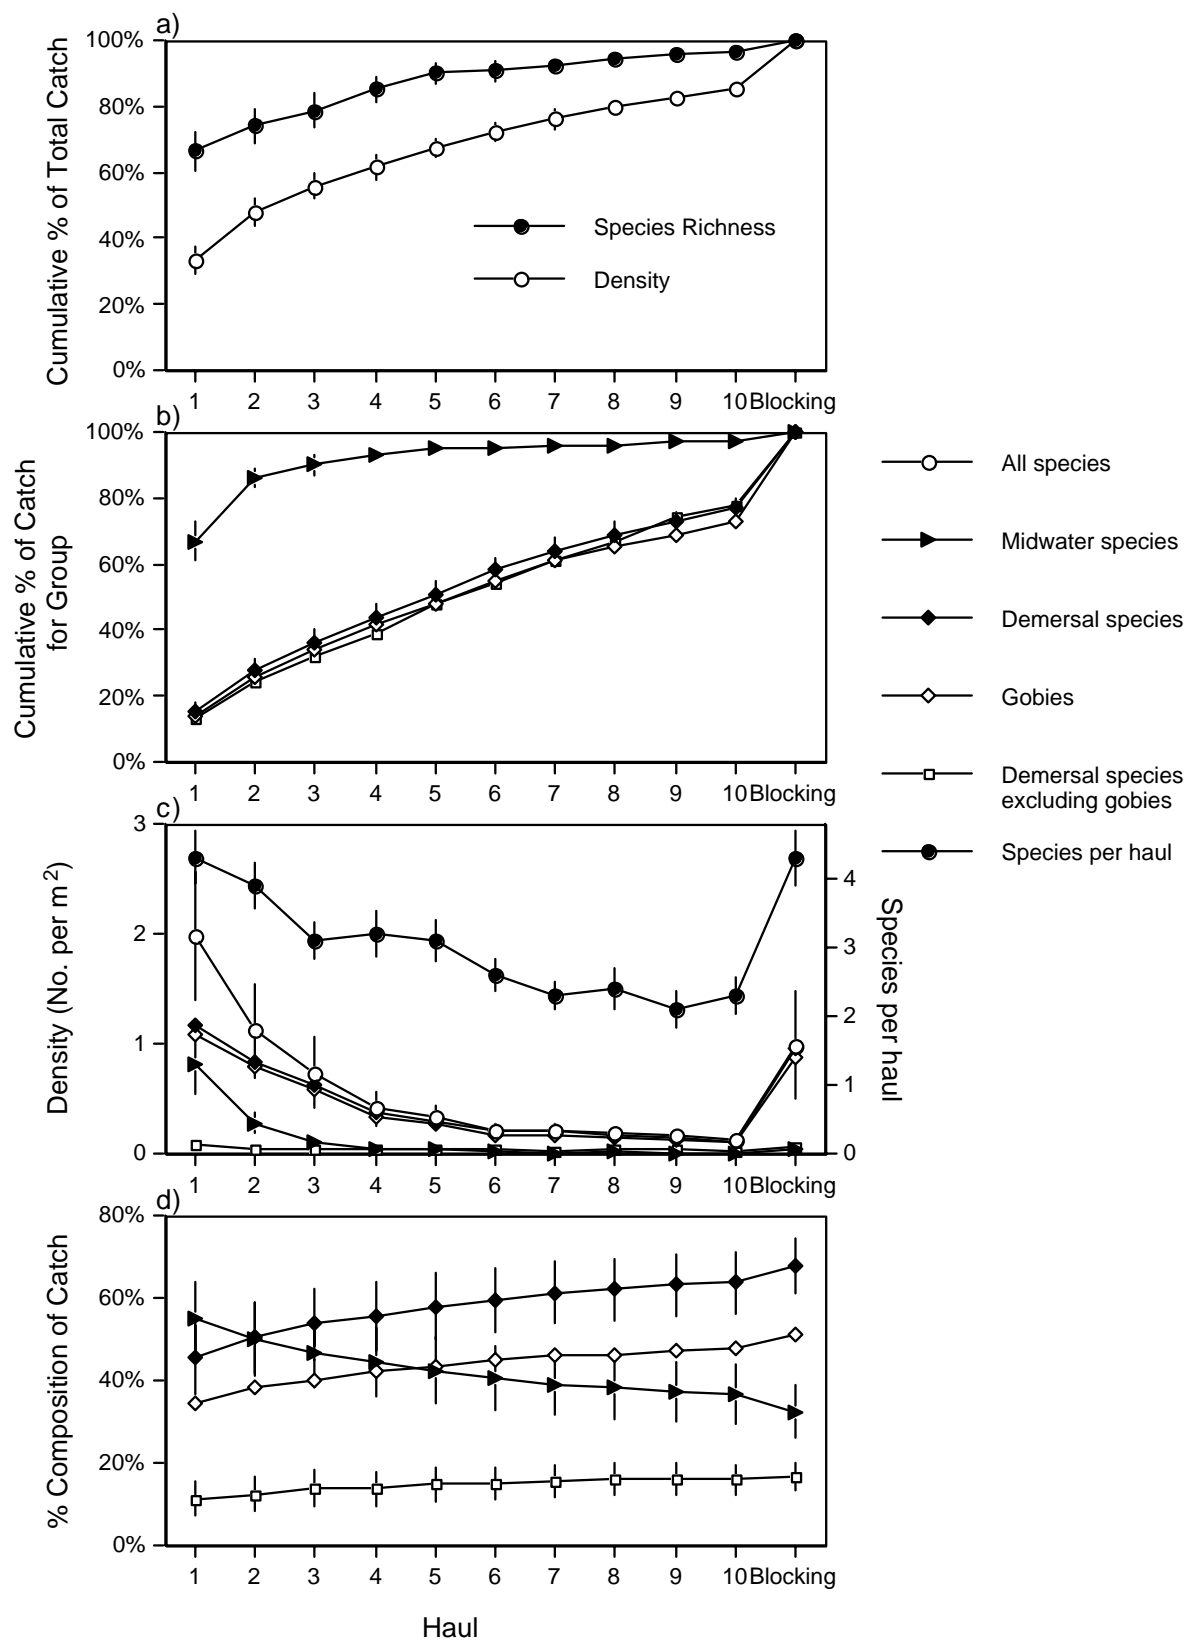 a)
100%
80%
60%
40%
20%
0%
Cumulative % of Total Catch
Species Richness
Density
1 2 3 4 5 6 7 8 9 10 Blocking
b)
100%
80%
60%
40%
20%
0%
Cumulative % of Catch
for Group
1 2 3 4 5 6 7 8 9 10 Blocking
All species
Midwater species
Demersal species
Gobies
Demersal species
excluding gobies
Species per haul
c)
3
2
1
0
Density (No. per m²)
4
3
2
1
0
Species per haul
1 2 3 4 5 6 7 8 9 10 Blocking
d)
80%
60%
40%
20%
0%
% Composition of Catch
1 2 3 4 5 6 7 8 9 10 Blocking
Haul